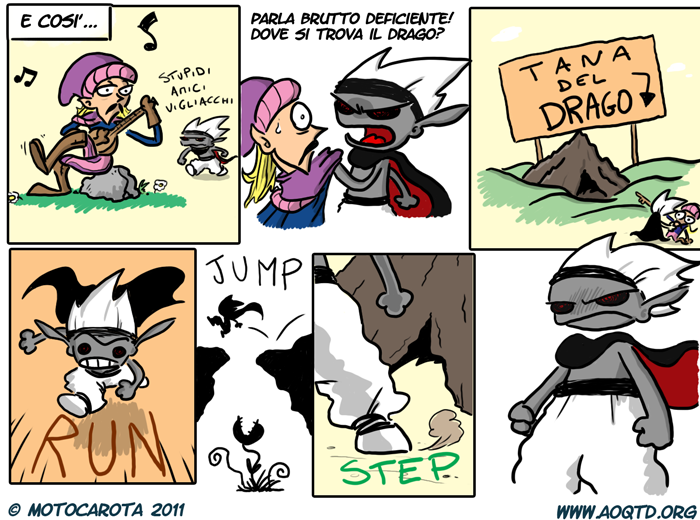 E COSI'...
STUPIDI
AMICI
VIGLIACCHI
PARLA BRUTTO DEFICIENTE!
DOVE SI TROVA IL DRAGO?
TANA
DEL
DRAGO
RUN
JUMP
STEP
© MOTOCAROTA 2011
WWW.AOQTD.ORG